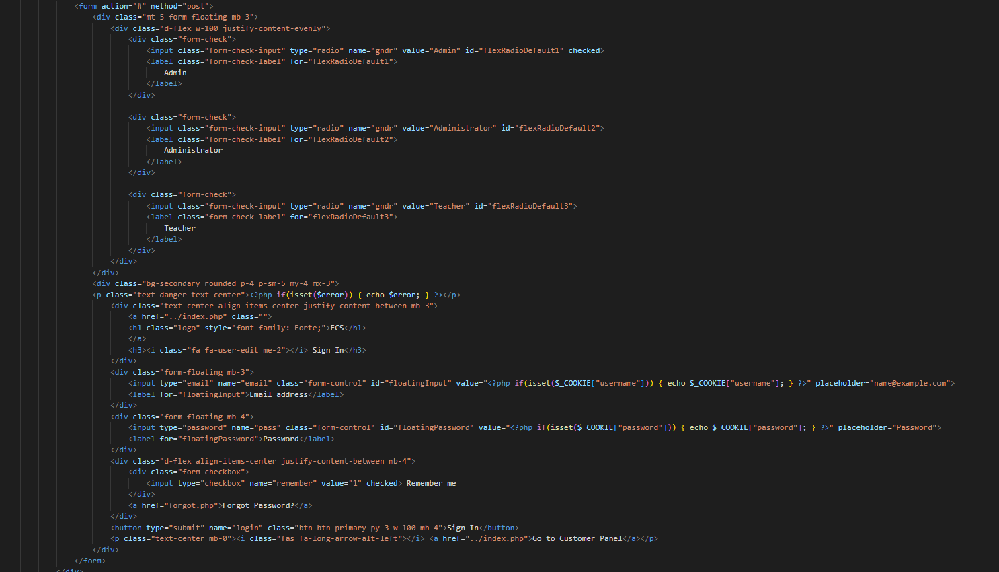 <form action="#" method="post">
<div class="mt-5 form-floating mb-3">
<div class="d-flex w-100 justify-content-evenly">
<div class="form-check">
<input class="form-check-input" type="radio" name="gndr" value="Admin" id="flexRadioDefault1" checked>
<label class="form-check-label" for="flexRadioDefault1">
Admin
</label>
</div>
<div class="form-check">
<input class="form-check-input" type="radio" name="gndr" value="Administrator" id="flexRadioDefault2">
<label class="form-check-label" for="flexRadioDefault2">
Administrator
</label>
</div>
<div class="form-check">
<input class="form-check-input" type="radio" name="gndr" value="Teacher" id="flexRadioDefault3">
<label class="form-check-label" for="flexRadioDefault3">
Teacher
</label>
</div>
</div>
</div>
<div class="bg-secondary rounded p-4 p-sm-5 my-4 mx-3">
<p class="text-danger text-center"><?php if(isset($error)) { echo $error; } ?></p>
<div class="text-center align-items-center justify-content-between mb-3">
<a href="../index.php" class="">
<h1 class="logo" style="font-family: Forte;">ECS</h1>
</a>
<h3><i class="fa fa-user-edit me-2"></i> Sign In</h3>
</div>
<div class="form-floating mb-3">
<input type="email" name="email" class="form-control" id="floatingInput" value="<?php if(isset($_COOKIE["username"])) { echo $_COOKIE["username"]; } ?>" placeholder="name@example.com">
<label for="floatingInput">Email address</label>
</div>
<div class="form-floating mb-4">
<input type="password" name="pass" class="form-control" id="floatingPassword" value="<?php if(isset($_COOKIE["password"])) { echo $_COOKIE["password"]; } ?>" placeholder="Password">
<label for="floatingPassword">Password</label>
</div>
<div class="d-flex align-items-center justify-content-between mb-4">
<div class="form-checkbox">
<input type="checkbox" name="remember" value="1" checked> Remember me
</div>
<a href="forgot.php">Forgot Password?</a>
</div>
<button type="submit" name="login" class="btn btn-primary py-3 w-100 mb-4">Sign In</button>
<p class="text-center mb-0"><i class="fas fa-long-arrow-alt-left"></i> <a href="../index.php">Go to Customer Panel</a></p>
</div>
</form>
</div>